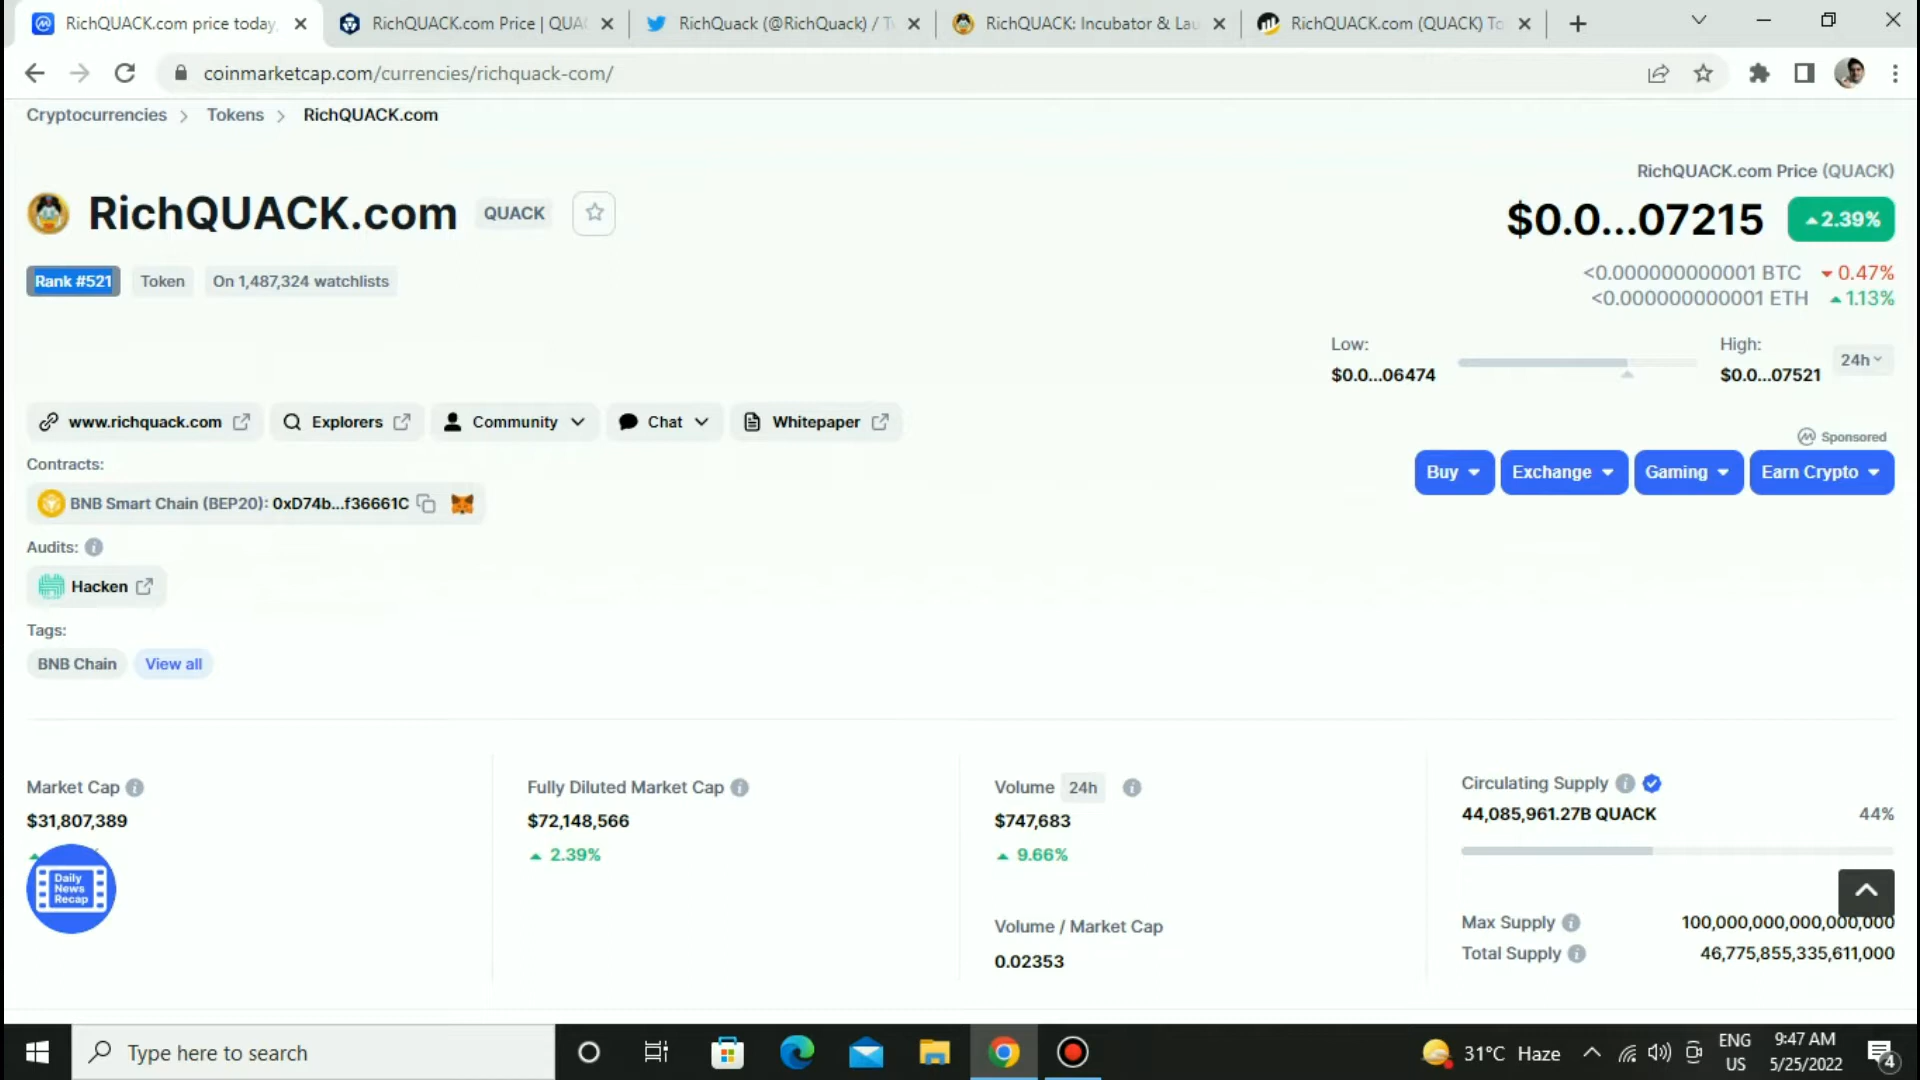 RichQUACK.com price today,
RichQUACK.com Price | QUA
RichQuack (@RichQuack) / T
RichQUACK: Incubator & Lau
RichQUACK.com (QUACK) To
coinmarketcap.com/currencies/richquack-com/
Cryptocurrencies > Tokens > RichQUACK.com
RichQUACK.com Price (QUACK)
RichQUACK.com QUACK
$0.0...07215 2.39%
Rank #521 Token On 1,487,324 watchlists
<0.000000000001 BTC 0.47%
<0.000000000001 ETH 1.13%
Low: High:
$0.0...06474 $0.0...07521 24h
www.richquack.com Explorers Community Chat Whitepaper
Sponsored
Contracts:
Buy Exchange Gaming Earn Crypto
BNB Smart Chain (BEP20): 0xD74b...f36661C
Audits:
Hacken
Tags:
BNB Chain View all
Market Cap
$31,807,389
Fully Diluted Market Cap
$72,148,566
2.39%
Volume 24h
$747,683
9.66%
Volume / Market Cap
0.02353
Circulating Supply
44,085,961.27B QUACK 44%
Max Supply 100,000,000,000,000,000
Total Supply 46,775,855,335,611,000
Daily
News
Recap
Type here to search
31°C Haze
ENG
US
9:47 AM
5/25/2022
4